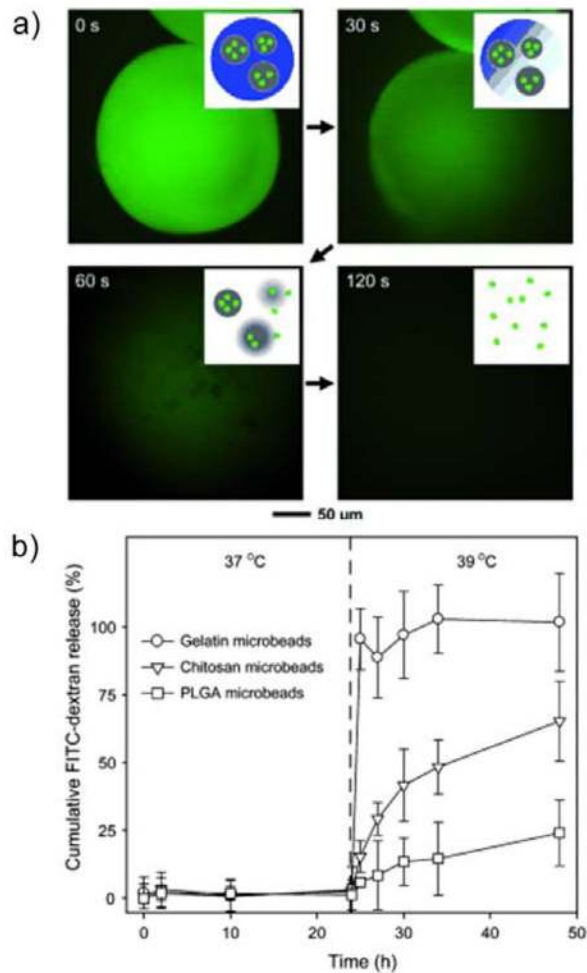 a)
0 s
30 s
60 s
120 s
50 um
b)
37 °C
39 °C
Gelatin microbeads
Chitosan microbeads
PLGA microbeads
Cumulative FITC-dextran release (%)
100
75
50
25
0
0
10
20
30
40
50
Time (h)